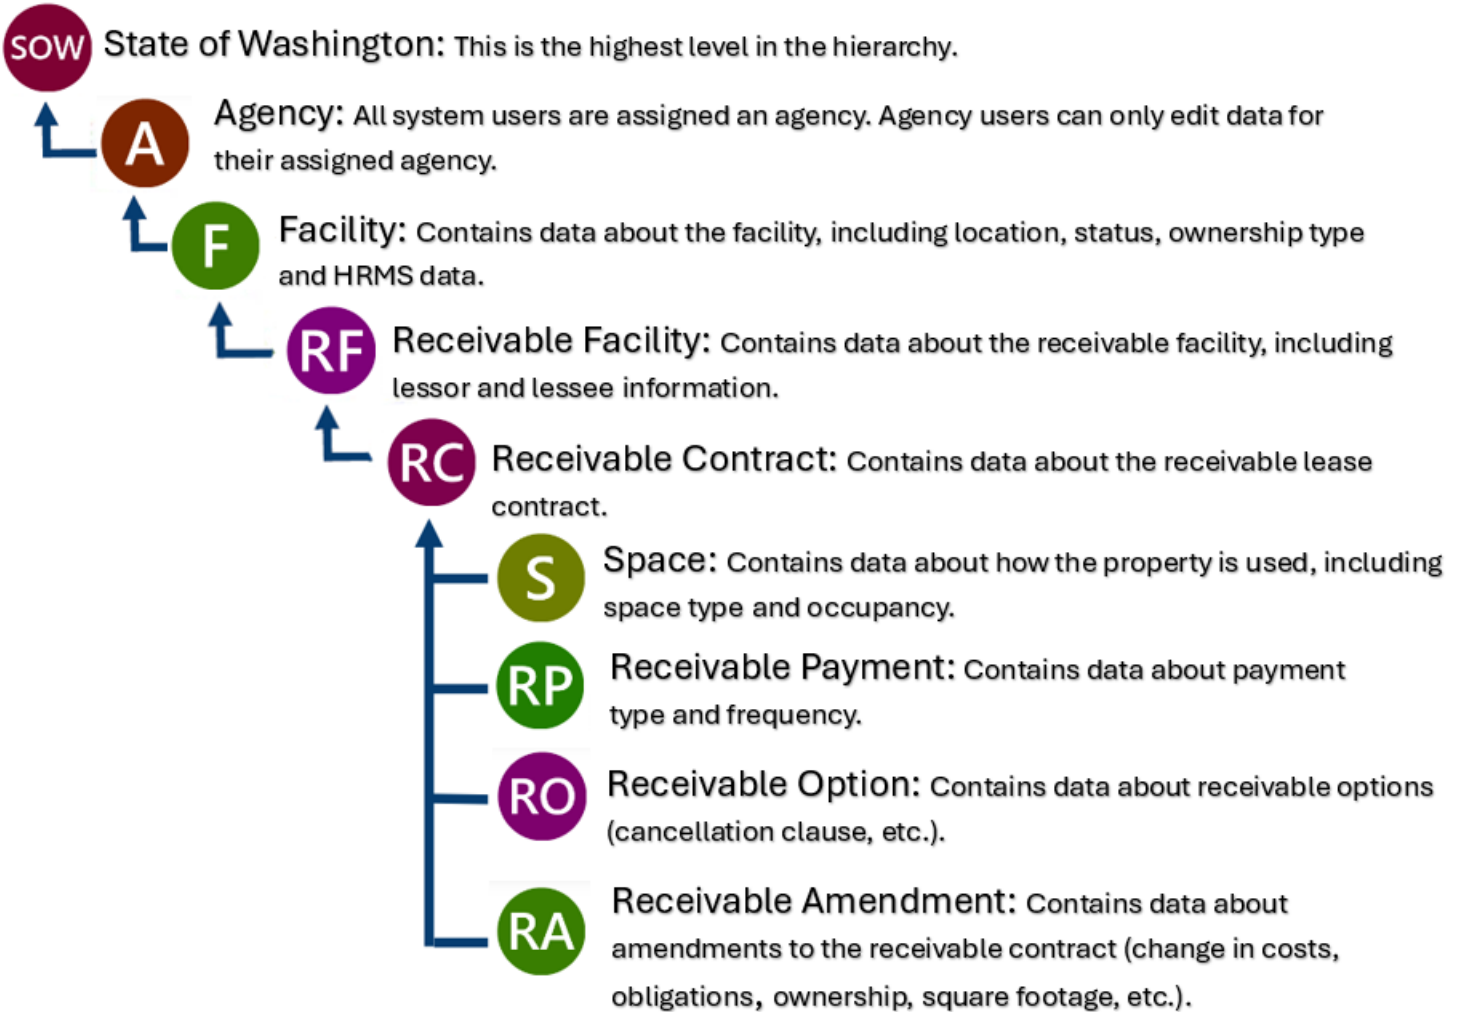 SOW State of Washington: This is the highest level in the hierarchy.
A Agency: All system users are assigned an agency. Agency users can only edit data for
their assigned agency.
F Facility: Contains data about the facility, including location, status, ownership type
and HRMS data.
RF Receivable Facility: Contains data about the receivable facility, including
lessor and lessee information.
RC Receivable Contract: Contains data about the receivable lease
contract.
S Space: Contains data about how the property is used, including
space type and occupancy.
RP Receivable Payment: Contains data about payment
type and frequency.
RO Receivable Option: Contains data about receivable options
(cancellation clause, etc.).
RA Receivable Amendment: Contains data about
amendments to the receivable contract (change in costs,
obligations, ownership, square footage, etc.).